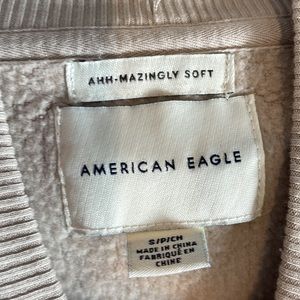 AHH-MAZINGLY SOFT
AMERICAN EAGLE
S/P/CH
MADE IN CHINA
FABRIQUÉ EN
CHINE